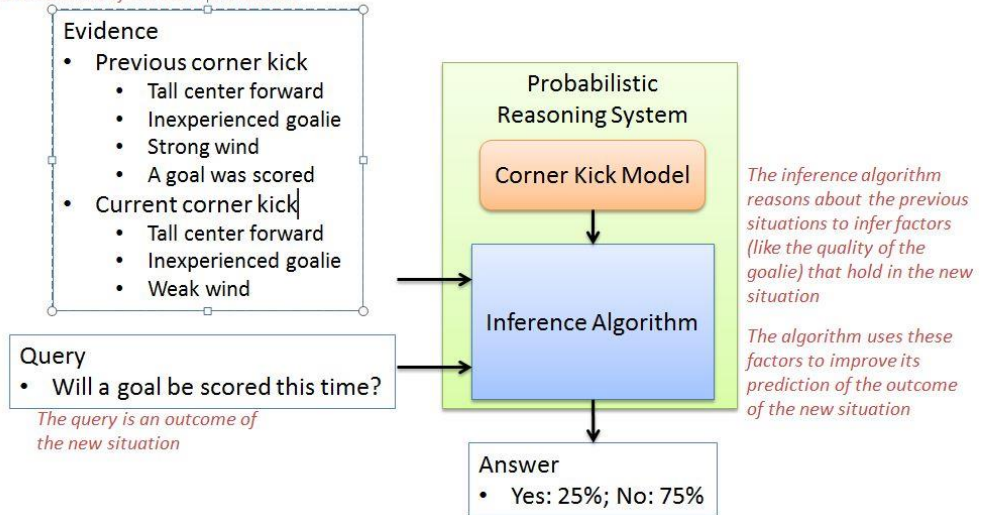 Evidence
• Previous corner kick
• Tall center forward
• Inexperienced goalie
• Strong wind
• A goal was scored
• Current corner kick
• Tall center forward
• Inexperienced goalie
• Weak wind
Query
• Will a goal be scored this time?
The query is an outcome of
the new situation
Probabilistic
Reasoning System
Corner Kick Model
Inference Algorithm
The inference algorithm
reasons about the previous
situations to infer factors
(like the quality of the
goalie) that hold in the new
situation
The algorithm uses these
factors to improve its
prediction of the outcome
of the new situation
Answer
• Yes: 25%; No: 75%